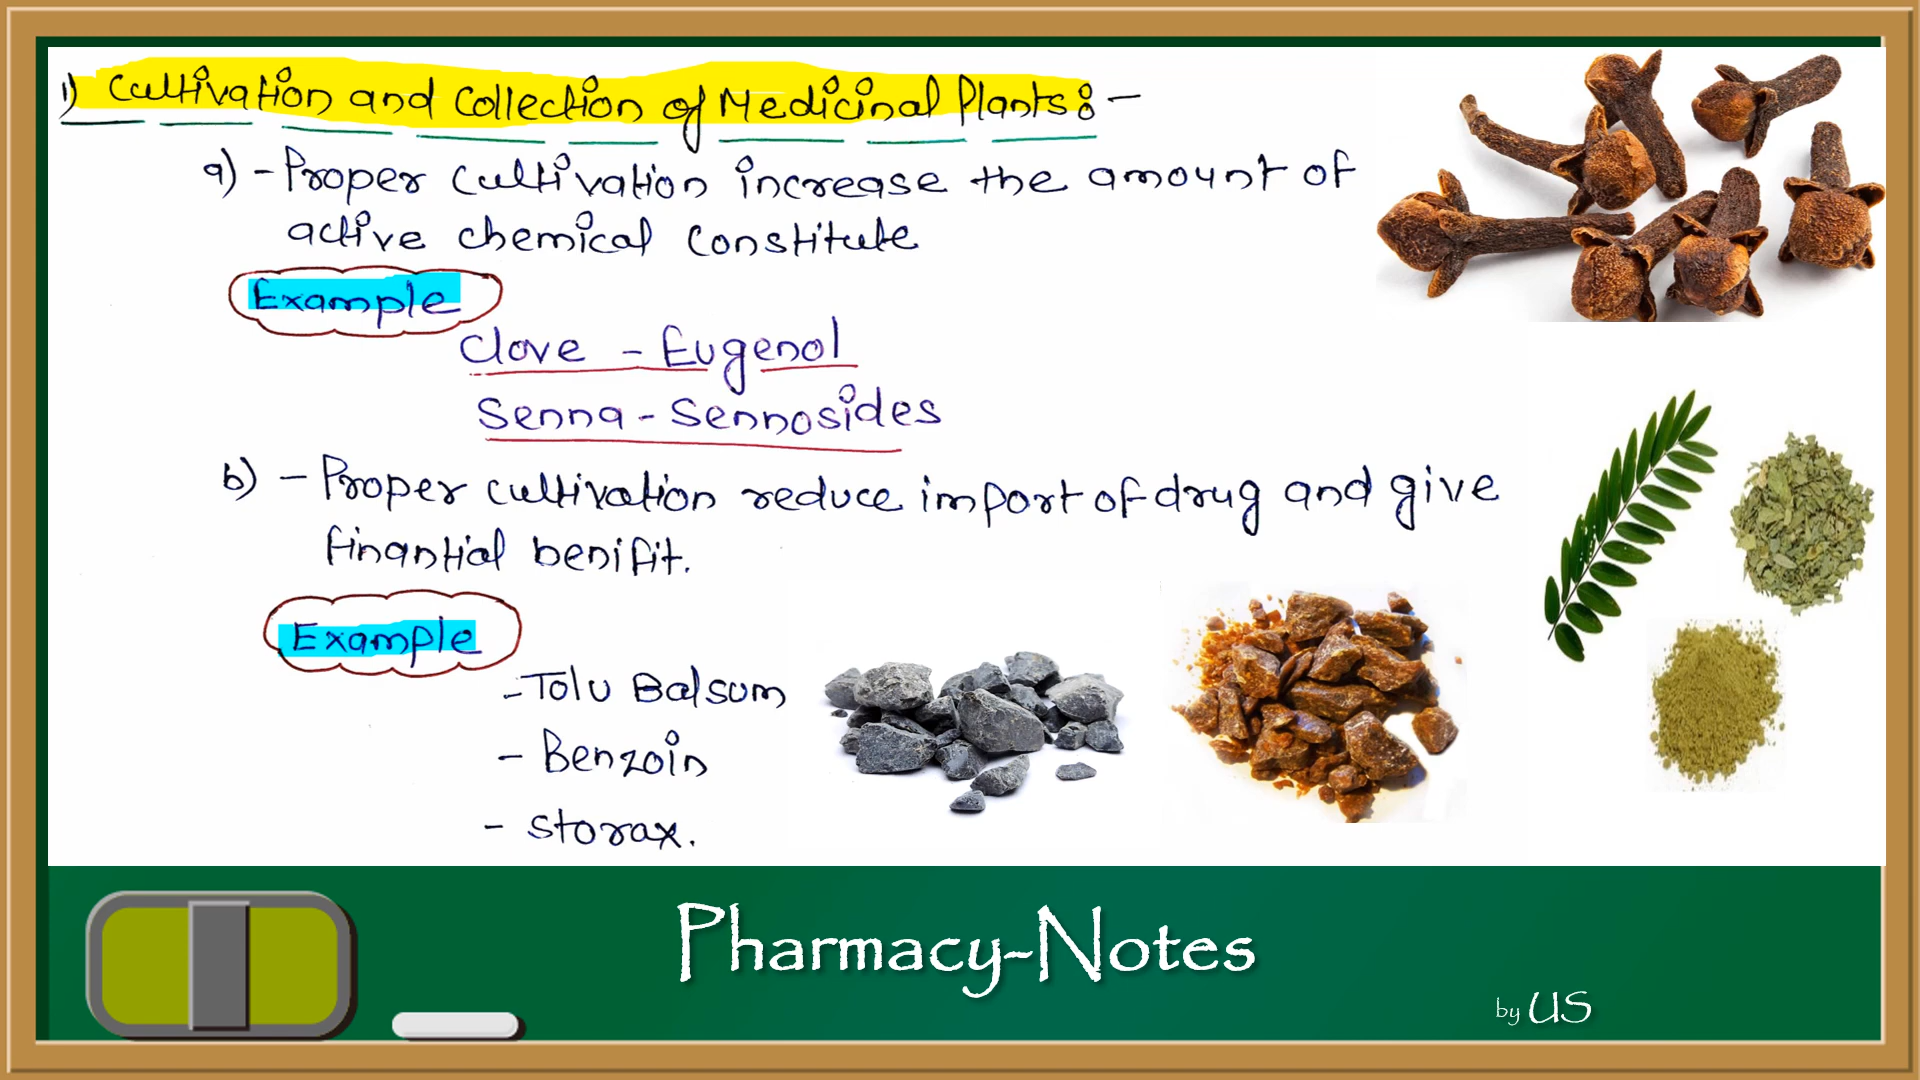 1) Cultivation and Collection of Medicinal Plants :-
a) - Proper cultivation increase the amount of
active chemical constitute
Example
Clove - Eugenol
Senna - Sennosides
b) - Proper cultivation reduce import of drug and give
finantial benifit.
Example
- Tolu Balsum
- Benzoin
- Storax.
Pharmacy-Notes
by US